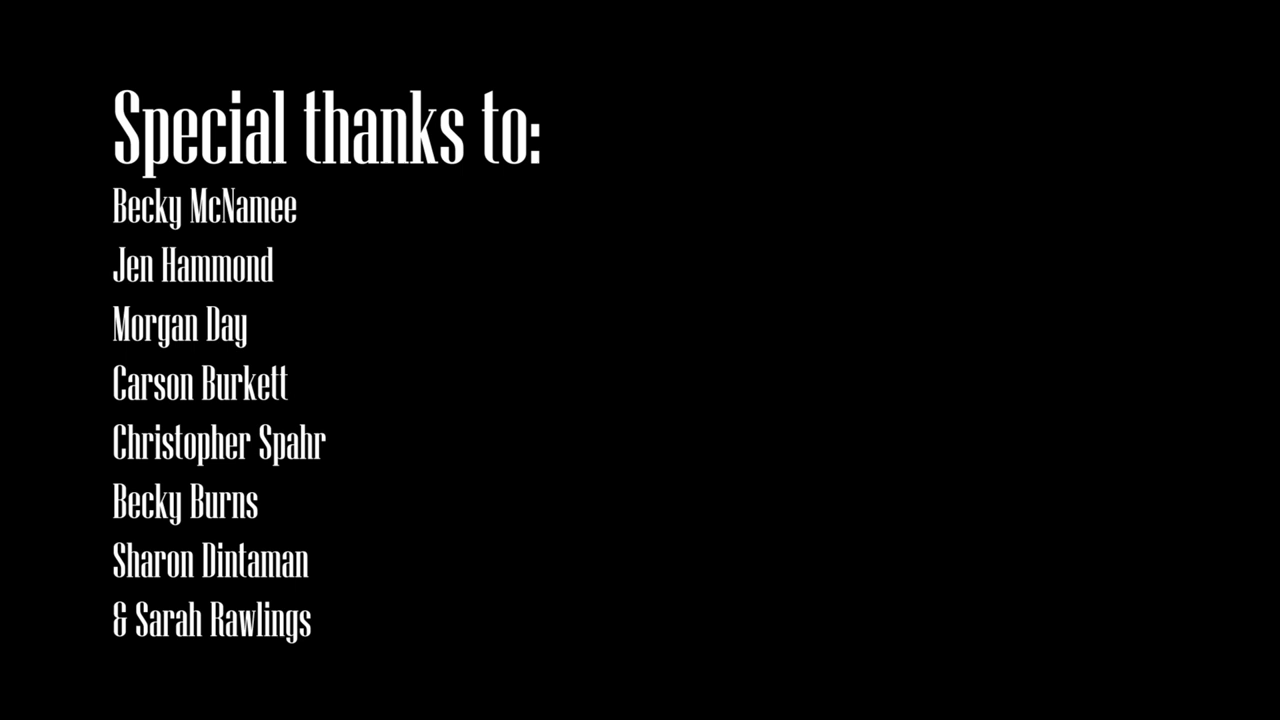 Special thanks to:
Becky McNamee
Jen Hammond
Morgan Day
Carson Burkett
Christopher Spahr
Becky Burns
Sharon Dintaman
& Sarah Rawlings